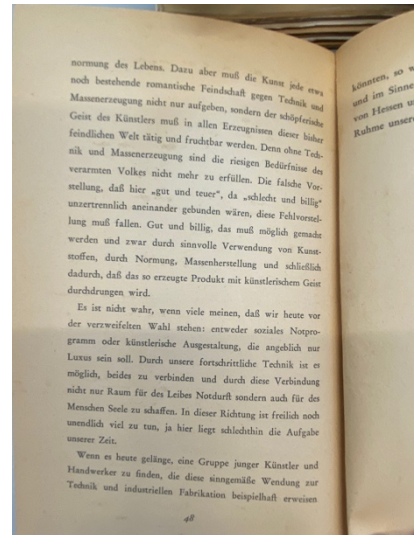 normung des Lebens. Dazu aber muß die Kunst jede etwa
noch bestehende romantische Feindschaft gegen Technik und
Massenerzeugung nicht nur aufgeben, sondern der schöpferische
Geist des Künstlers muß in allen Erzeugnissen dieser bisher
feindlichen Welt tätig und fruchtbar werden. Denn ohne Tech-
nik und Massenerzeugung sind die riesigen Bedürfnisse des
verarmten Volkes nicht mehr zu erfüllen. Die falsche Vor-
stellung, daß hier „gut und teuer“, da „schlecht und billig“
unzertrennlich aneinander gebunden wären, diese Fehlvorstel-
lung muß fallen. Gut und billig, das muß möglich gemacht
werden und zwar durch sinnvolle Verwendung von Kunst-
stoffen, durch Normung, Massenherstellung und schließlich
dadurch, daß das so erzeugte Produkt mit künstlerischem Geist
durchdrungen wird.
Es ist nicht wahr, wenn viele meinen, daß wir heute vor
der verzweifelten Wahl stehen: entweder soziales Notpro-
gramm oder künstlerische Ausgestaltung, die angeblich nur
Luxus sein soll. Durch unsere fortschrittliche Technik ist es
möglich, beides zu verbinden und durch diese Verbindung
nicht nur Raum für des Leibes Notdurft sondern auch für des
Menschen Seele zu schaffen. In dieser Richtung ist freilich noch
unendlich viel zu tun, ja hier liegt schlechthin die Aufgabe
unserer Zeit.
Wenn es heute gelänge, eine Gruppe junger Künstler und
Handwerker zu finden, die diese sinngemäße Wendung zur
Technik und industriellen Fabrikation beispielhaft erweisen
48
könnten, so w
und im Sinne
von Hessen u
Ruhme unsere